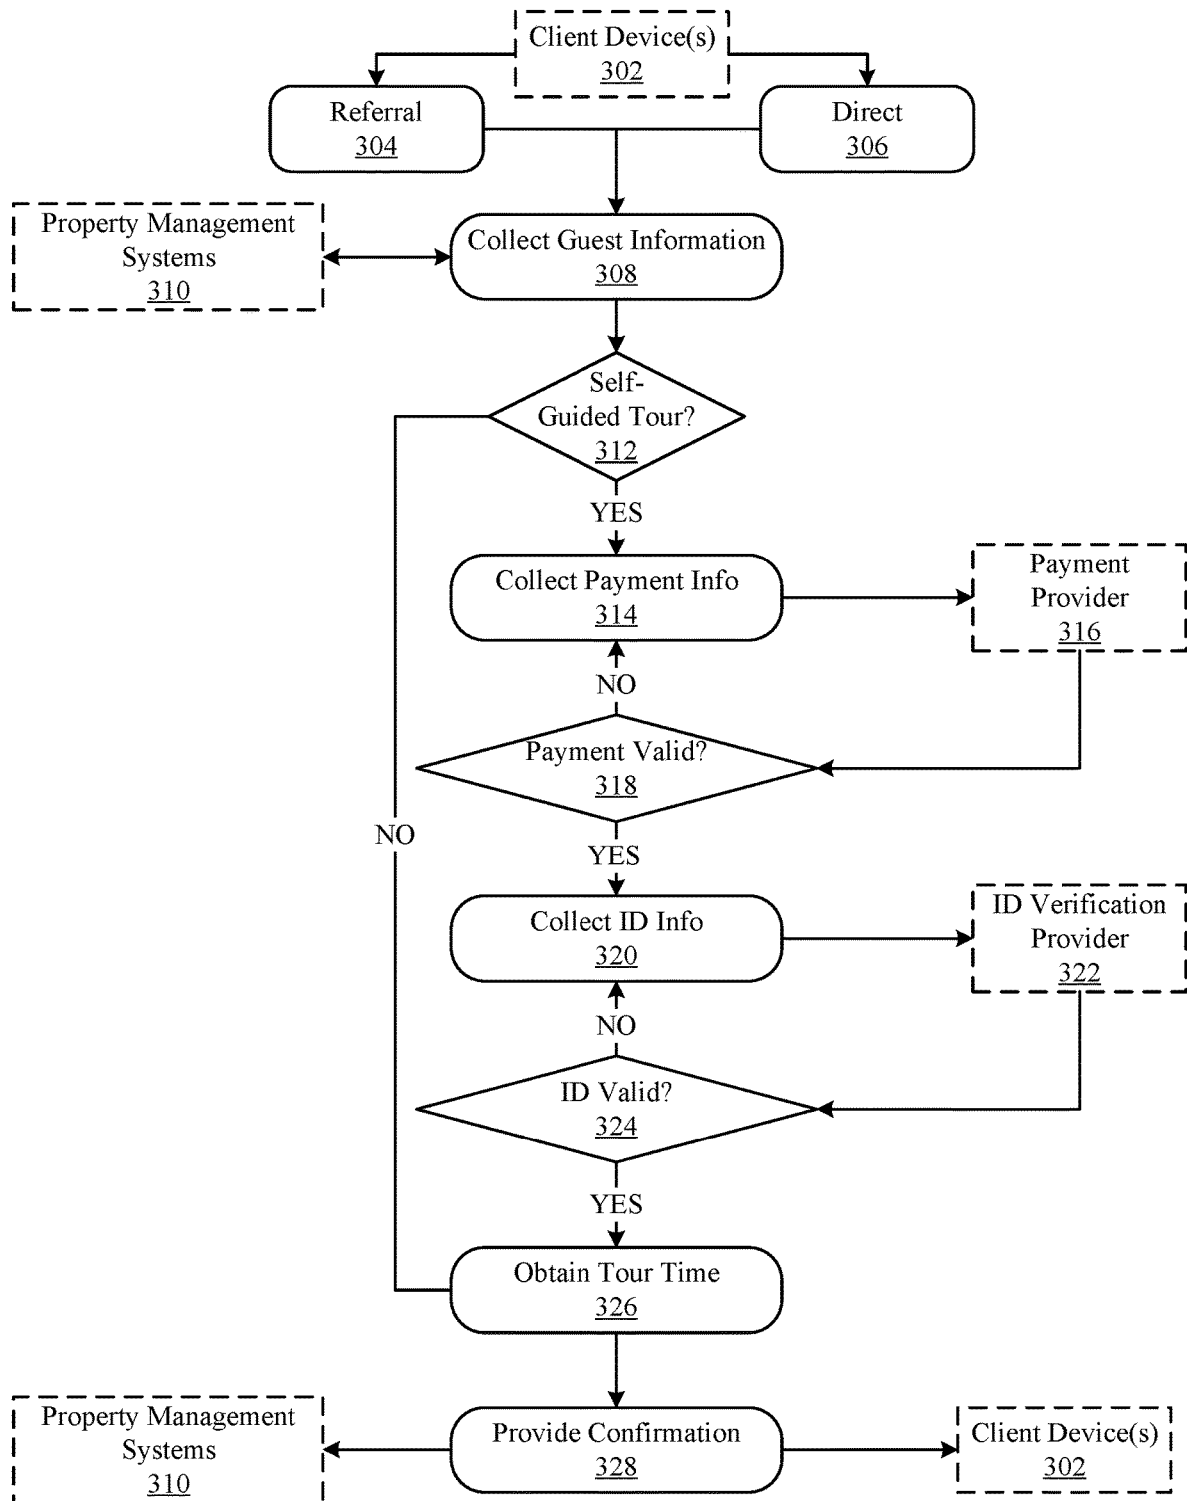 Client Device(s)
302
Referral
304
Direct
306
Property Management
Systems
310
Collect Guest Information
308
Self-
Guided Tour?
312
YES
Collect Payment Info
314
Payment
Provider
316
NO
Payment Valid?
318
NO
YES
Collect ID Info
320
ID Verification
Provider
322
NO
ID Valid?
324
YES
Obtain Tour Time
326
Property Management
Systems
310
Provide Confirmation
328
Client Device(s)
302